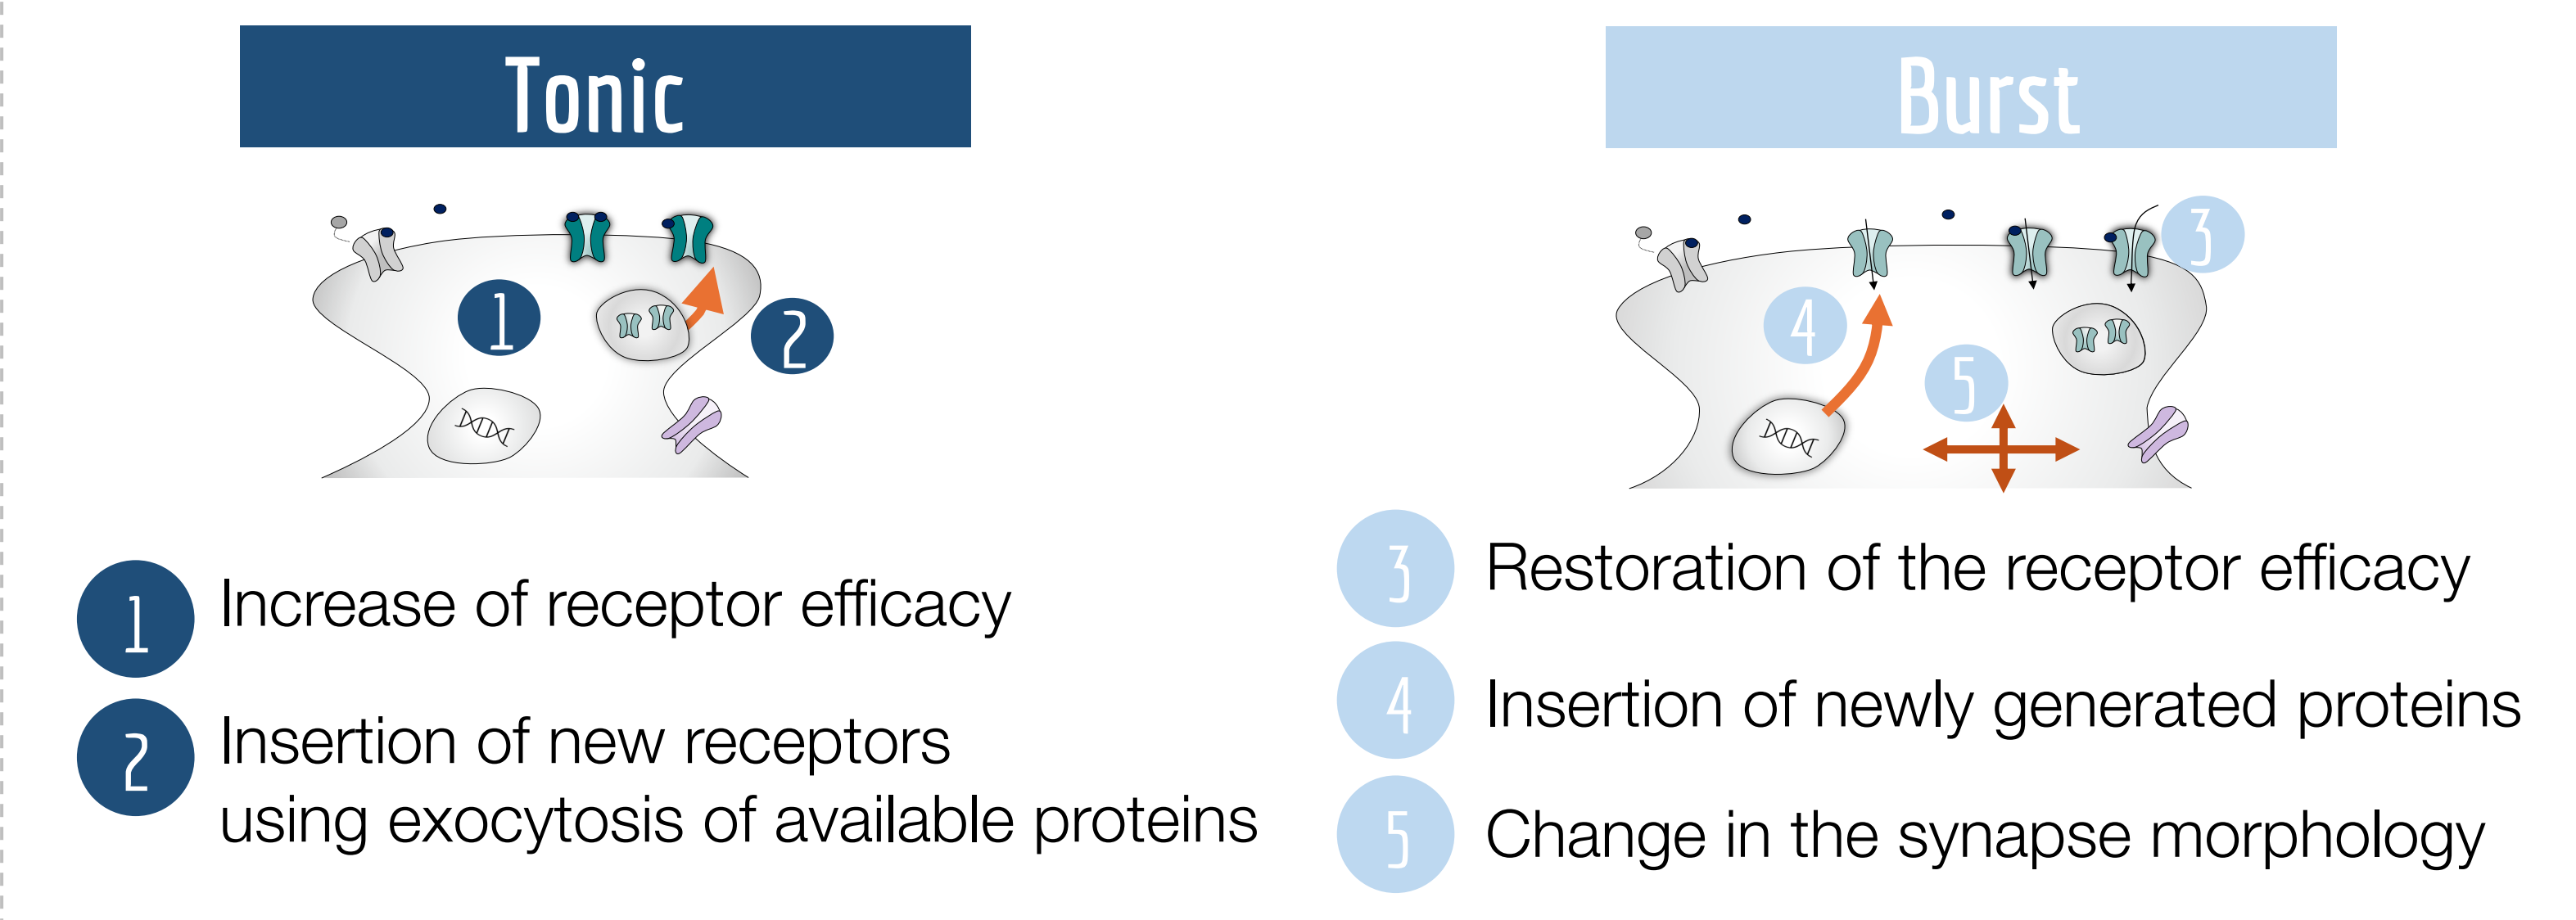 Tonic
1
2
1 Increase of receptor efficacy
2 Insertion of new receptors
using exocytosis of available proteins
Burst
3
4
5
3 Restoration of the receptor efficacy
4 Insertion of newly generated proteins
5 Change in the synapse morphology